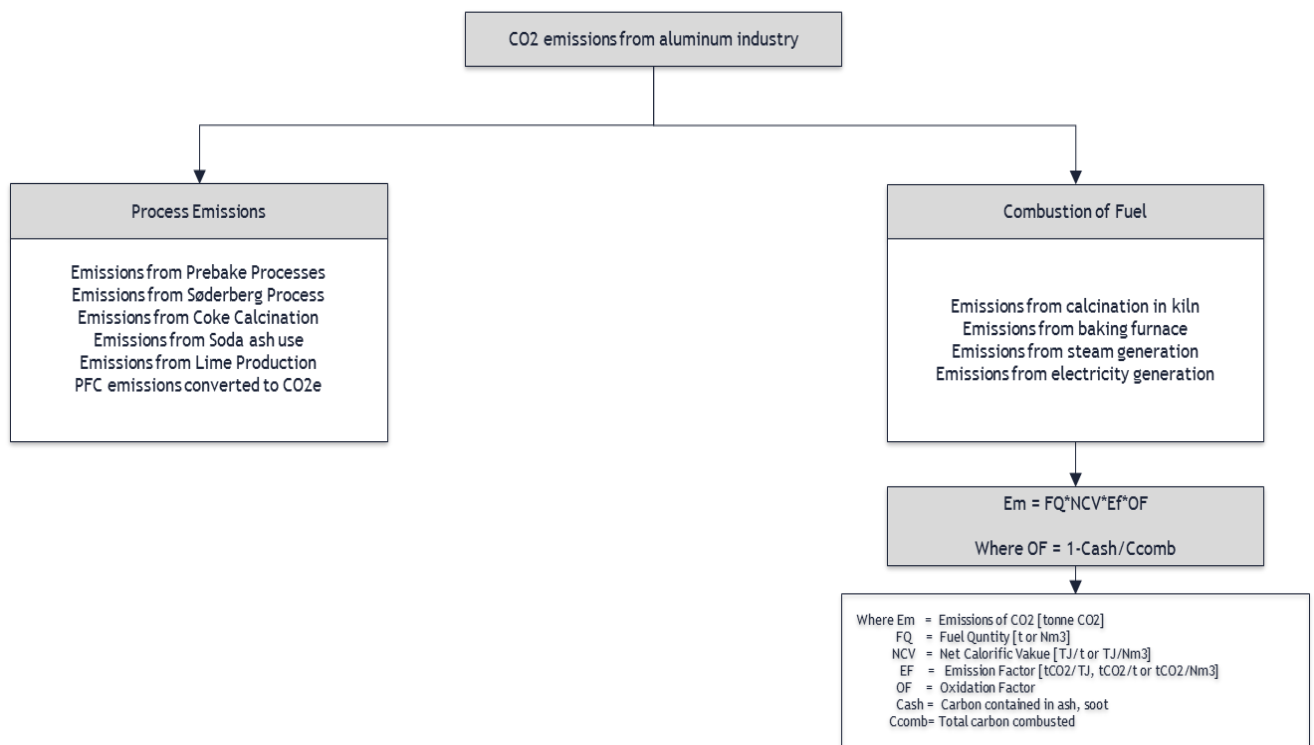 CO2 emissions from aluminum industry
Process Emissions
Emissions from Prebake Processes
Emissions from Søderberg Process
Emissions from Coke Calcination
Emissions from Soda ash use
Emissions from Lime Production
PFC emissions converted to CO2e
Combustion of Fuel
Emissions from calcination in kiln
Emissions from baking furnace
Emissions from steam generation
Emissions from electricity generation
Em = FQ*NCV*Ef*OF
Where OF = 1-Cash/Ccomb
Where Em = Emissions of CO2 [tonne CO2]
FQ = Fuel Quntity [t or Nm3]
NCV = Net Calorific Vakue [TJ/t or TJ/Nm3]
EF = Emission Factor [tCO2/TJ, tCO2/t or tCO2/Nm3]
OF = Oxidation Factor
Cash = Carbon contained in ash, soot
Ccomb= Total carbon combusted